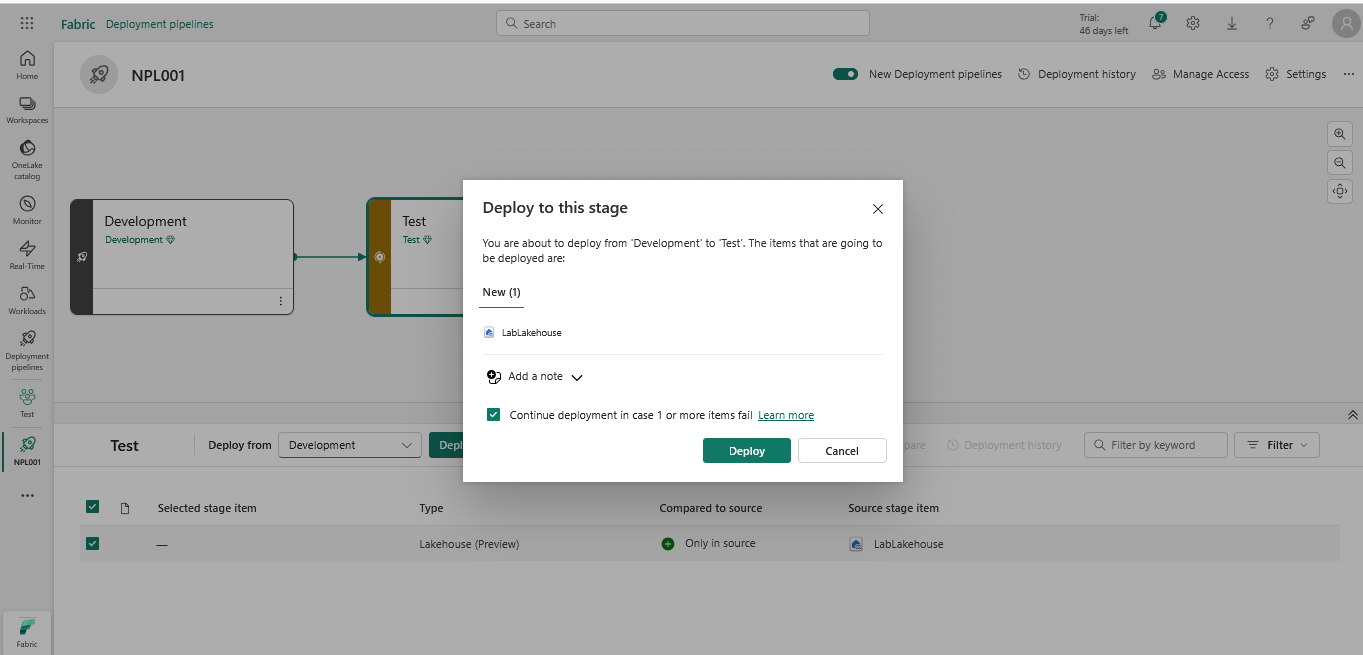 Fabric Deployment pipelines
Search
Trial:
46 days left
7
Home
Workspaces
OneLake
catalog
Monitor
Real-Time
Workloads
Deployment
pipelines
Test
NPL001
Fabric
NPL001
New Deployment pipelines
Deployment history
Manage Access
Settings
Development
Development
Test
Test
Deploy to this stage
You are about to deploy from 'Development' to 'Test'. The items that are going to
be deployed are:
New (1)
LabLakehouse
Add a note
Continue deployment in case 1 or more items fail Learn more
Deploy Cancel
Test Deploy from Development
Deployment history Filter by keyword Filter
Selected stage item Type Compared to source Source stage item
— Lakehouse (Preview) Only in source LabLakehouse